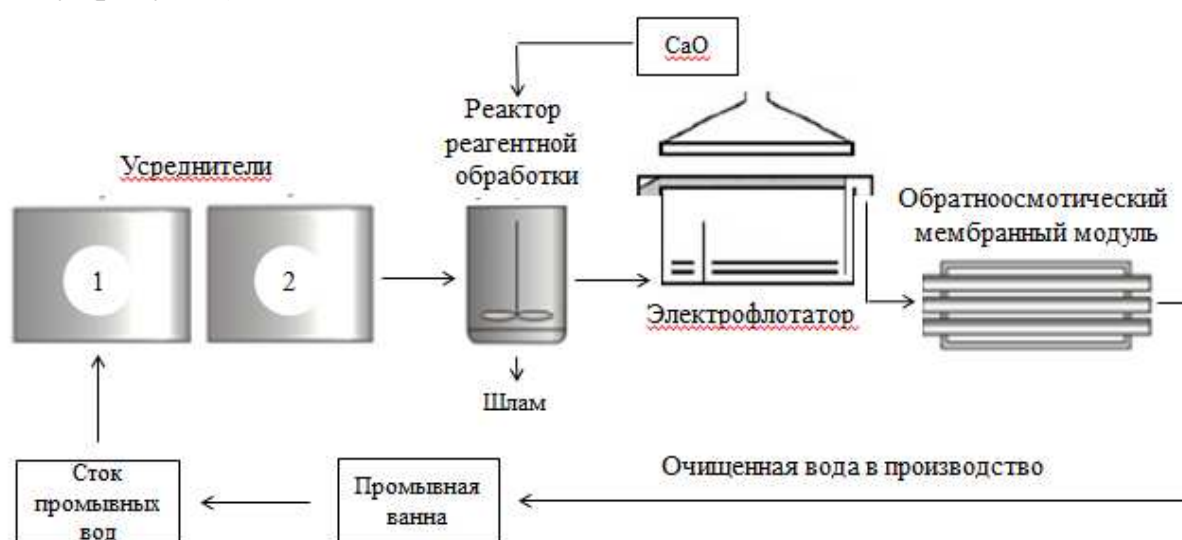 CaO
Реактор
реагентной
обработки
Усреднители
1
2
Обратноосмотический
мембранный модуль
Электрофлотатор
Шлам
Сток
промывных
вод
Промывная
ванна
Очищенная вода в производство